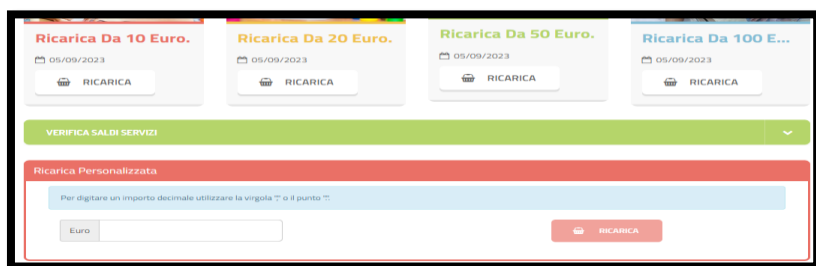 Ricarica Da 10 Euro.
Ricarica Da 20 Euro.
Ricarica Da 50 Euro.
Ricarica Da 100 E...
05/09/2023
05/09/2023
05/09/2023
05/09/2023
RICARICA
RICARICA
RICARICA
RICARICA
VERIFICA SALDI SERVIZI
Ricarica Personalizzata
Per digitare un importo decimale utilizzare la virgola "," o il punto "."
Euro
RICARICA